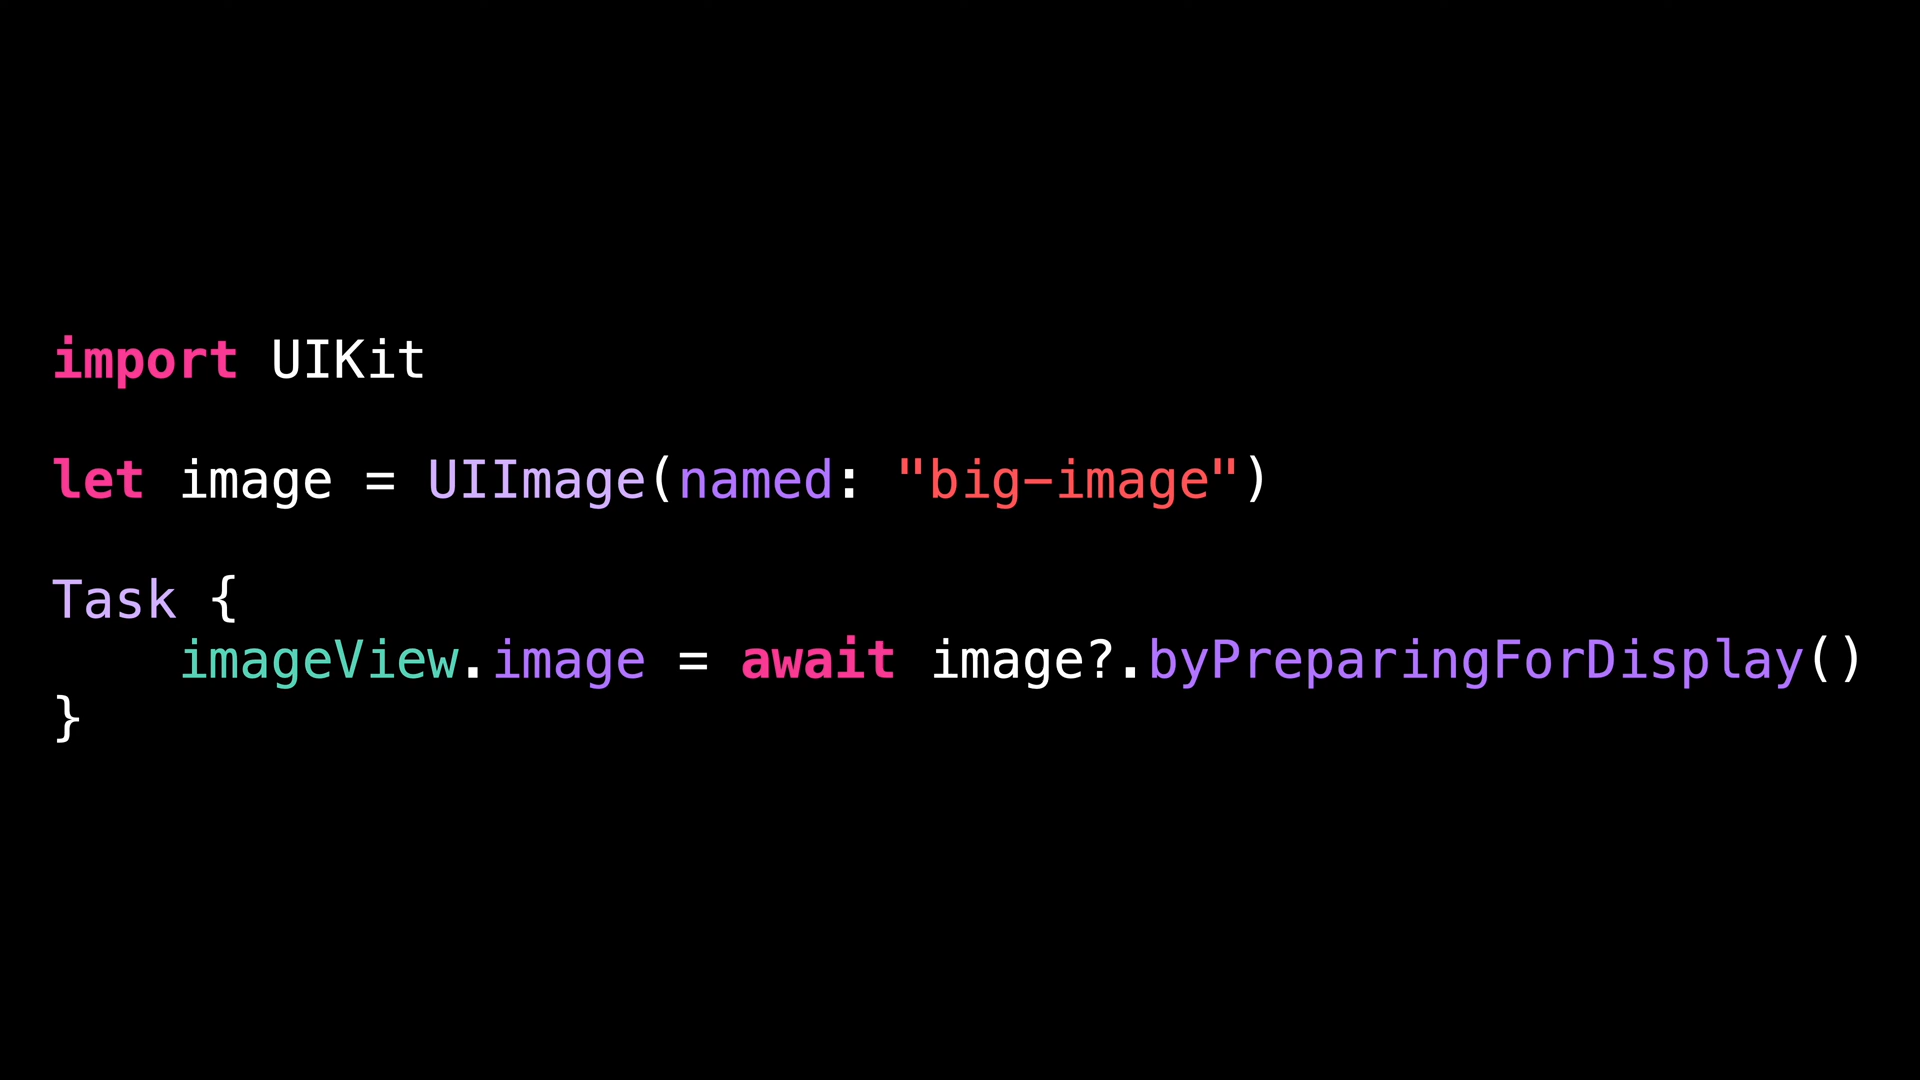 import UIKit
let image = UIImage(named: "big-image")
Task {
    imageView.image = await image?.byPreparingForDisplay()
}